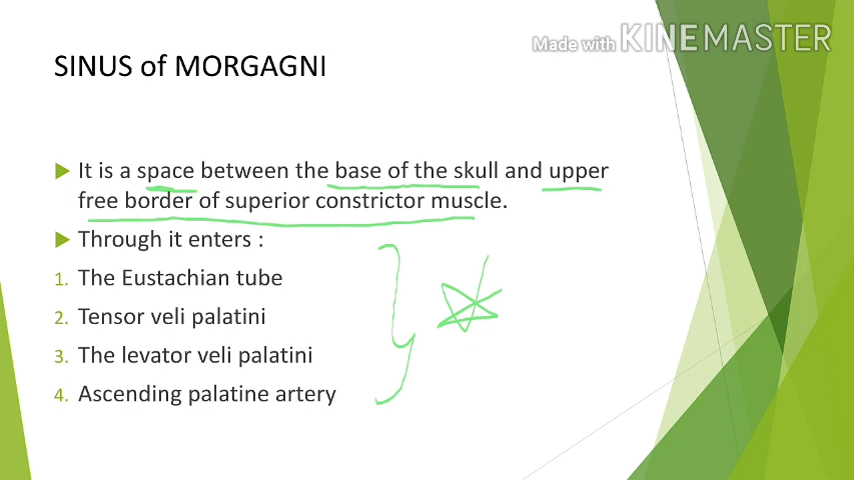 Made with KINEMASTER
SINUS of MORGAGNI
It is a space between the base of the skull and upper
free border of superior constrictor muscle.
Through it enters :
1. The Eustachian tube
2. Tensor veli palatini
3. The levator veli palatini
4. Ascending palatine artery